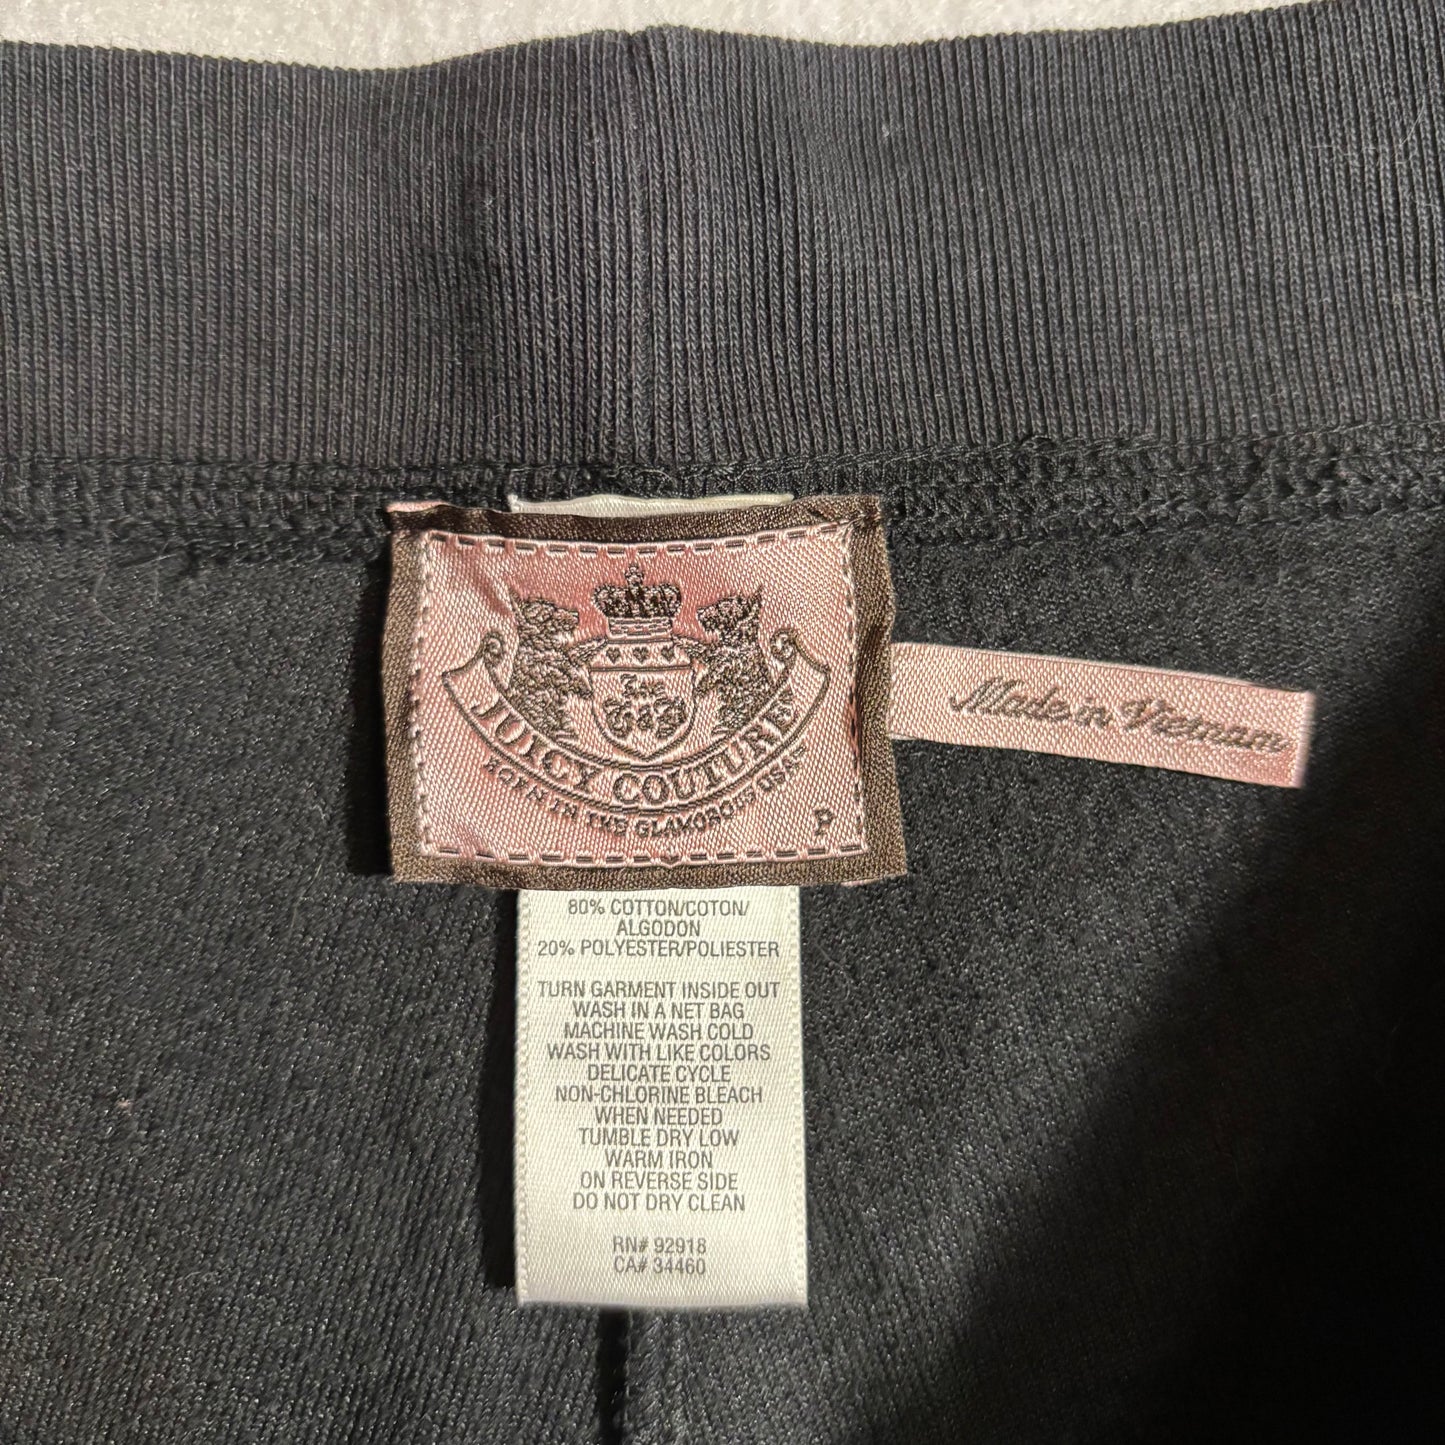 JUICY COUTURE
BORN IN THE GLAMOROUS USA
P
Made in Vietnam
80% COTTON/COTON/
ALGODON
20% POLYESTER/POLIESTER
TURN GARMENT INSIDE OUT
WASH IN A NET BAG
MACHINE WASH COLD
WASH WITH LIKE COLORS
DELICATE CYCLE
NON-CHLORINE BLEACH
WHEN NEEDED
TUMBLE DRY LOW
WARM IRON
ON REVERSE SIDE
DO NOT DRY CLEAN
RN# 92918
CA# 34460